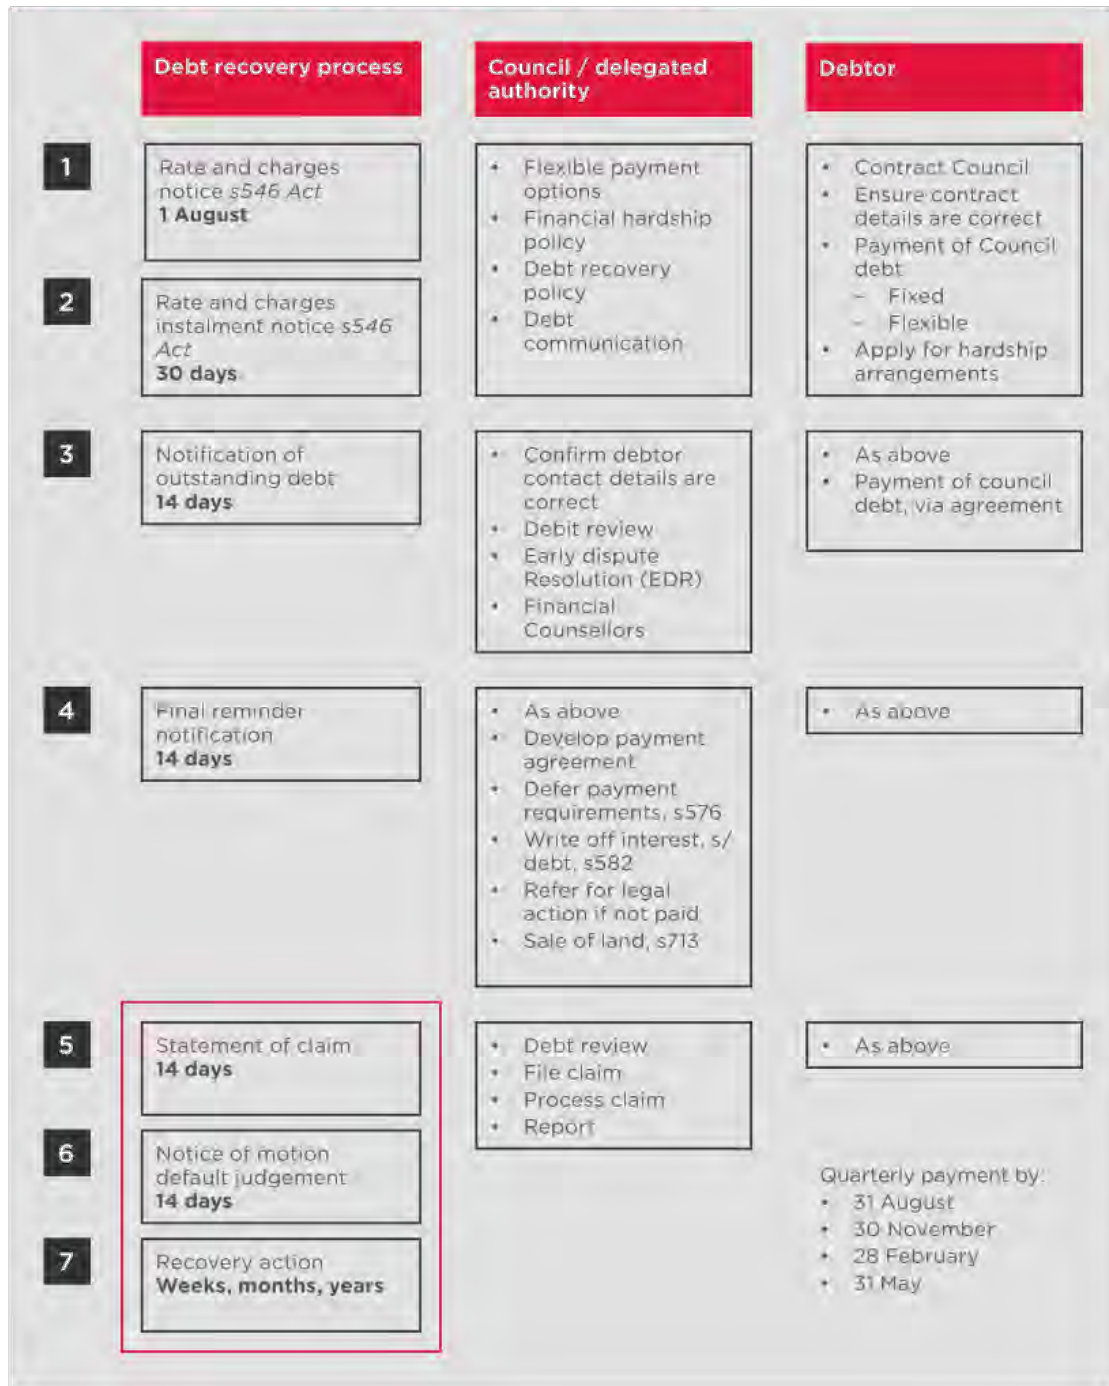 Debt recovery process
Council / delegated
authority
Debtor
1
Rate and charges
notice s546 Act
1 August
2
Rate and charges
instalment notice s546
Act
30 days
• Flexible payment
options
• Financial hardship
policy
• Debt recovery
policy
• Debt
communication
• Contract Council
• Ensure contract
details are correct
• Payment of Council
debt
– Fixed
– Flexible
• Apply for hardship
arrangements
3
Notification of
outstanding debt
14 days
• Confirm debtor
contact details are
correct
• Debit review
• Early dispute
Resolution (EDR)
• Financial
Counsellors
• As above
• Payment of council
debt, via agreement
4
Final reminder
notification
14 days
• As above
• Develop payment
agreement
• Defer payment
requirements, s576
• Write off interest, s/
debt, s582
• Refer for legal
action if not paid
• Sale of land, s713
• As above
5
Statement of claim
14 days
• Debt review
• File claim
• Process claim
• Report
• As above
6
Notice of motion
default judgement
14 days
7
Recovery action
Weeks, months, years
Quarterly payment by:
• 31 August
• 30 November
• 28 February
• 31 May